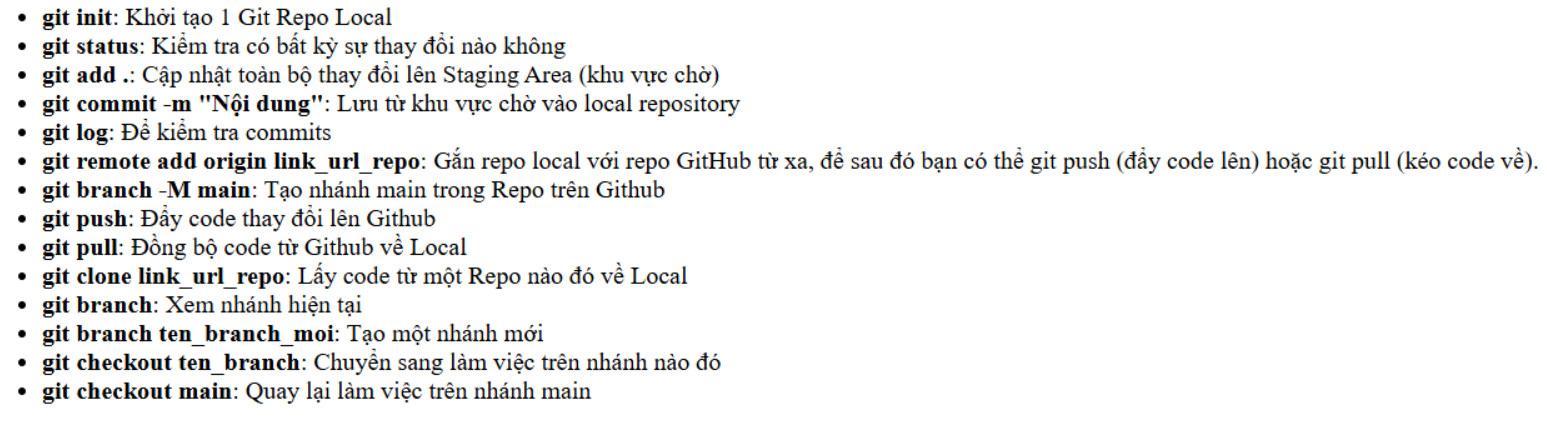 • git init: Khởi tạo 1 Git Repo Local
• git status: Kiểm tra có bất kỳ sự thay đổi nào không
• git add .: Cập nhật toàn bộ thay đổi lên Staging Area (khu vực chờ)
• git commit -m "Nội dung": Lưu từ khu vực chờ vào local repository
• git log: Để kiểm tra commits
• git remote add origin link_url_repo: Gắn repo local với repo GitHub từ xa, để sau đó bạn có thể git push (đẩy code lên) hoặc git pull (kéo code về).
• git branch -M main: Tạo nhánh main trong Repo trên Github
• git push: Đẩy code thay đổi lên Github
• git pull: Đồng bộ code từ Github về Local
• git clone link_url_repo: Lấy code từ một Repo nào đó về Local
• git branch: Xem nhánh hiện tại
• git branch ten_branch_moi: Tạo một nhánh mới
• git checkout ten_branch: Chuyển sang làm việc trên nhánh nào đó
• git checkout main: Quay lại làm việc trên nhánh main